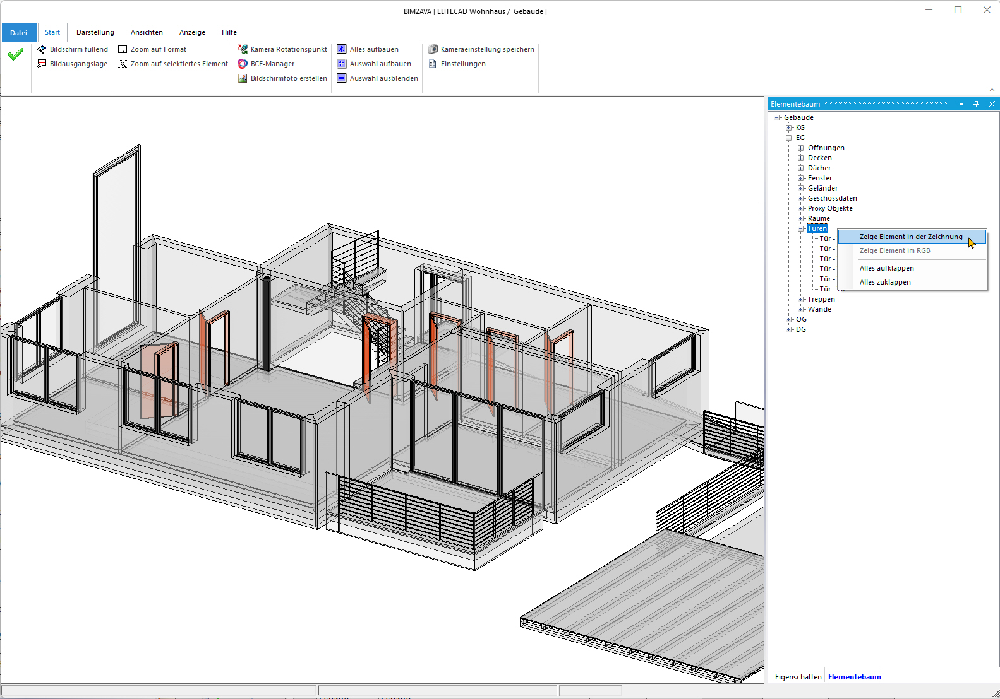 BIM2AVA [ ELITECAD Wohnhaus / Gebäude ]
Datei Start Darstellung Ansichten Anzeige Hilfe
Bildschirm füllend
Bildausgangslage
Zoom auf Format
Zoom auf selektiertes Element
Kamera Rotationspunkt
BCF-Manager
Bildschirmfoto erstellen
Alles aufbauen
Auswahl aufbauen
Auswahl ausblenden
Kameraeinstellung speichern
Einstellungen
Elementebaum
Gebäude
KG
EG
Öffnungen
Decken
Dächer
Fenster
Geländer
Geschossdaten
Proxy Objekte
Räume
Türen
Tür -
Tür -
Tür -
Tür -
Tür -
Tür -
Treppen
Wände
OG
DG
Zeige Element in der Zeichnung
Zeige Element im RGB
Alles aufklappen
Alles zuklappen
Eigenschaften Elementebaum